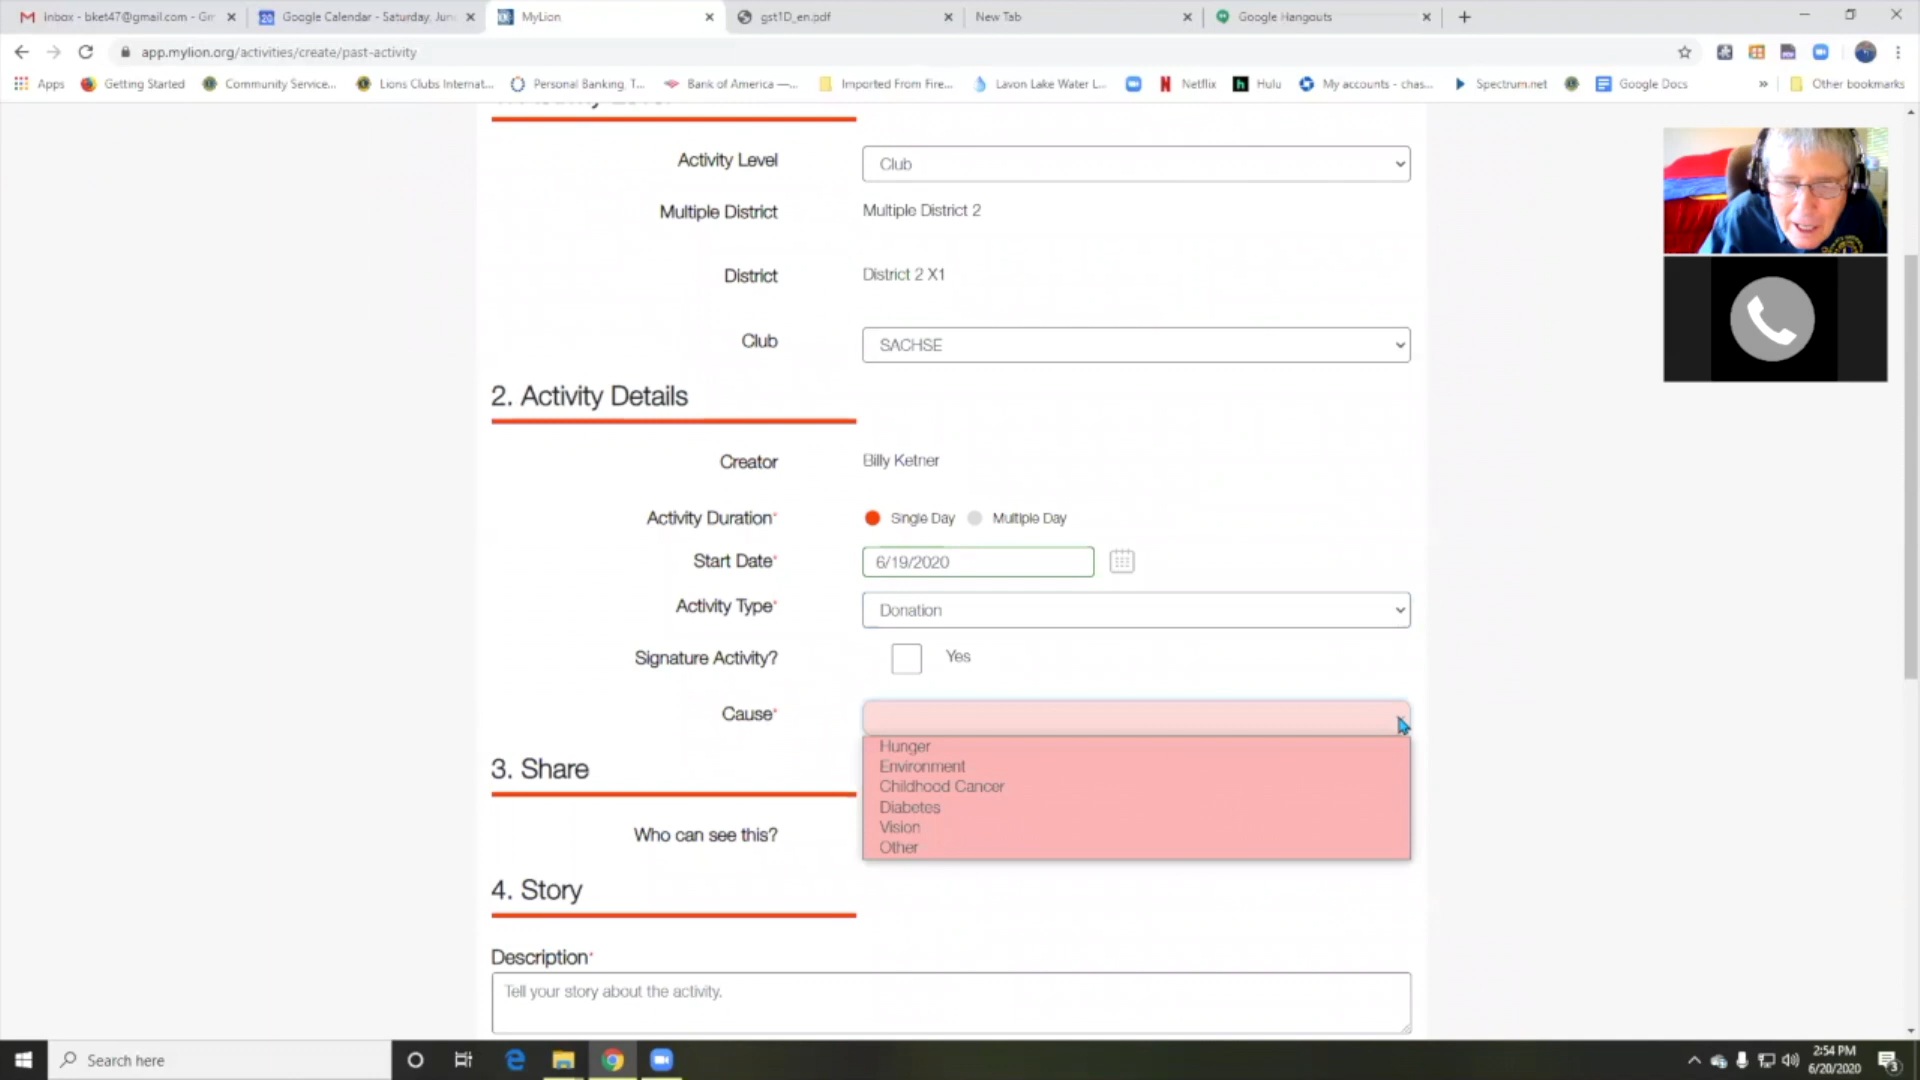 Inbox - bket47@gmail.com - Gm
Google Calendar - Saturday, Jun
MyLion
gst1D_en.pdf
New Tab
Google Hangouts
app.mylion.org/activities/create/past-activity
Apps
Getting Started
Community Service...
Lions Clubs Internat...
Personal Banking, T...
Bank of America —...
Imported From Fire...
Lavon Lake Water L...
Netflix
Hulu
My accounts - chas...
Spectrum.net
Google Docs
»
Other bookmarks
Activity Level
Club
Multiple District
Multiple District 2
District
District 2 X1
Club
SACHSE
2. Activity Details
Creator
Billy Ketner
Activity Duration*
Single Day
Multiple Day
Start Date*
6/19/2020
Activity Type*
Donation
Signature Activity?
Yes
Cause*
Hunger
Environment
Childhood Cancer
Diabetes
Vision
Other
3. Share
Who can see this?
4. Story
Description*
Tell your story about the activity.
Search here
2:54 PM
6/20/2020
3